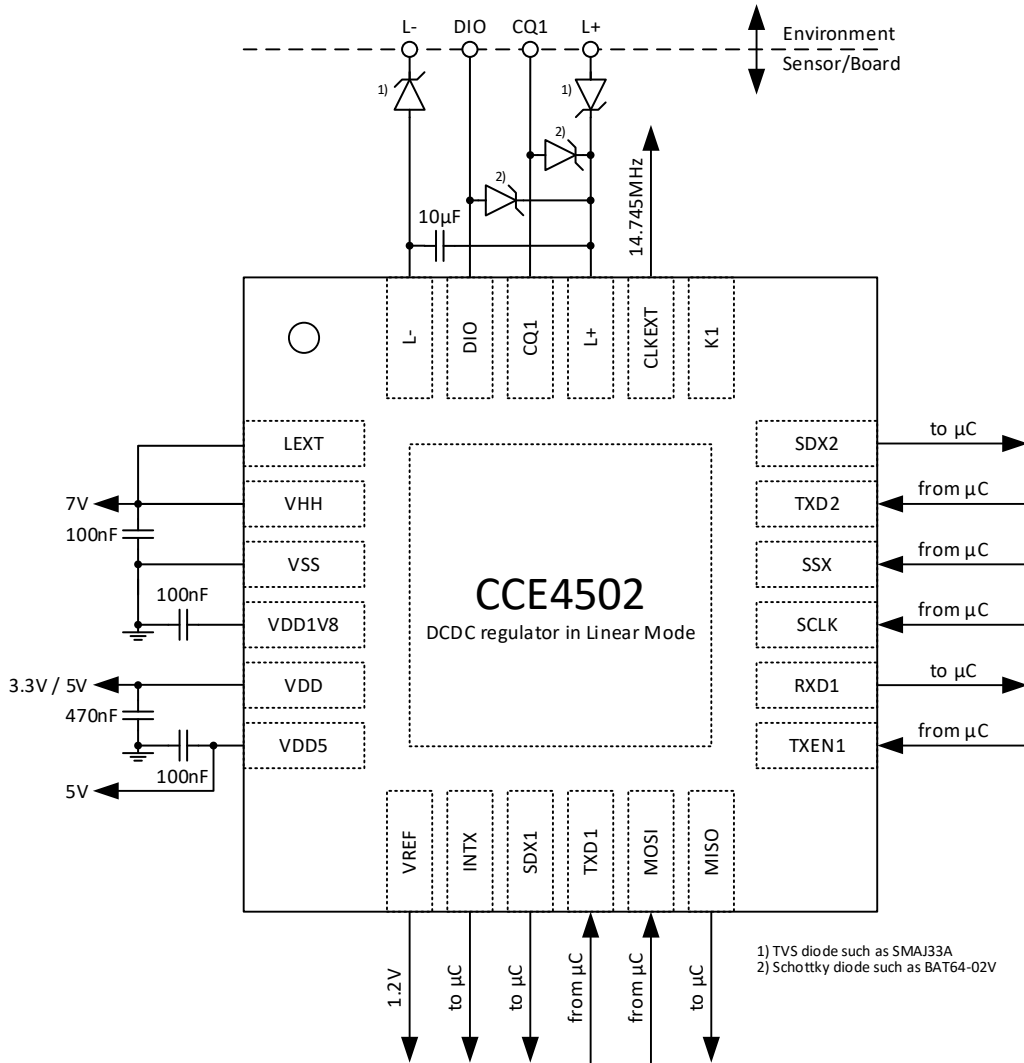 L-
DIO
CQ1
L+
Environment
Sensor/Board
1)
1)
2)
2)
10µF
14.745MHz
L-
DIO
CQ1
L+
CLKEXT
K1
LEXT
VHH
VSS
VDD1V8
VDD
VDD5
7V
100nF
100nF
3.3V / 5V
470nF
100nF
5V
CCE4502
DCDC regulator in Linear Mode
SDX2
TXD2
SSX
SCLK
RXD1
TXEN1
to µC
from µC
from µC
from µC
to µC
from µC
VREF
INTX
SDX1
TXD1
MOSI
MISO
1.2V
to µC
to µC
from µC
from µC
to µC
1) TVS diode such as SMAJ33A
2) Schottky diode such as BAT64-02V